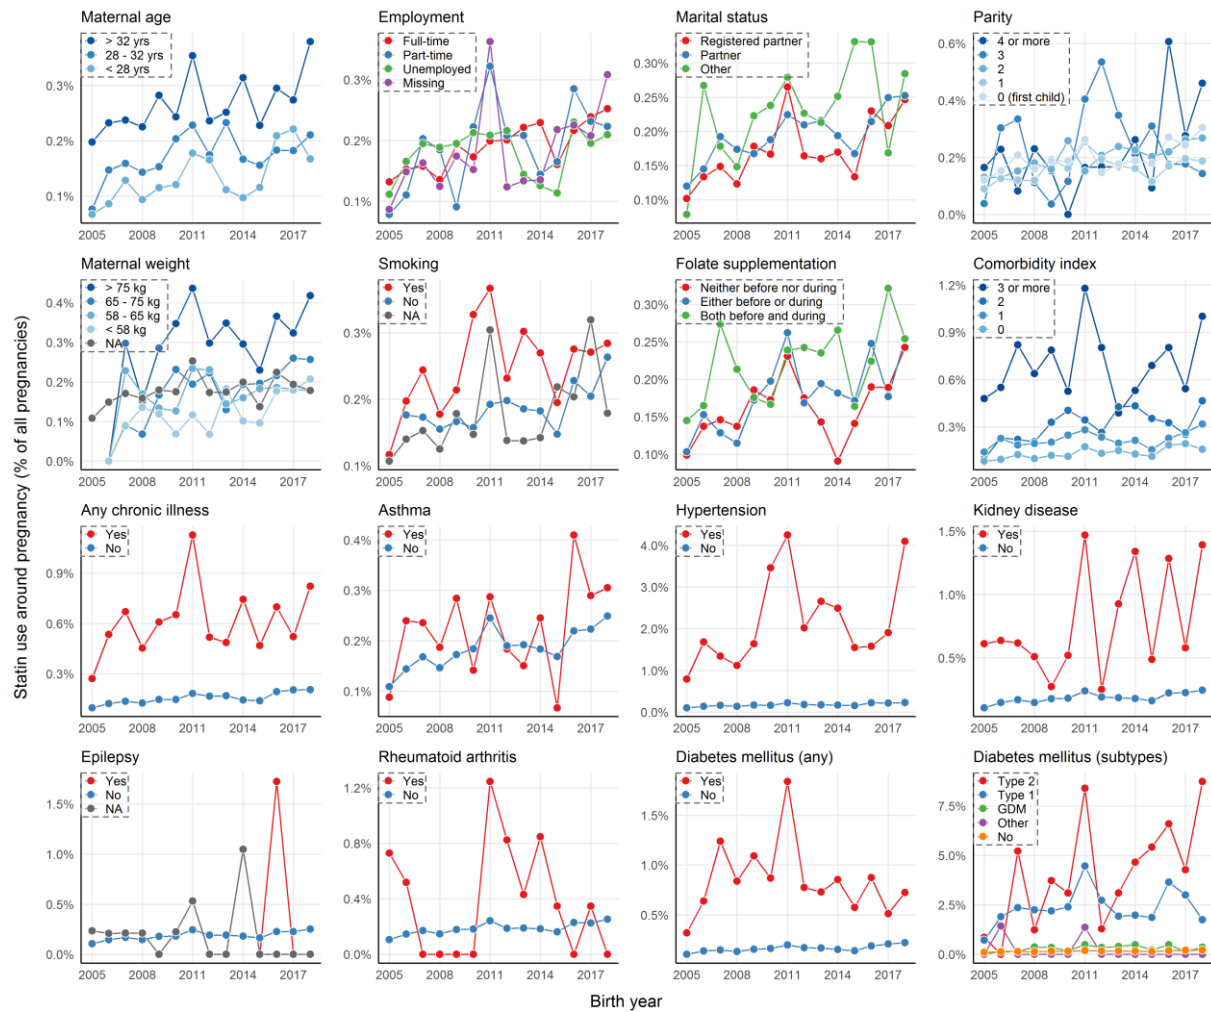 Maternal age
> 32 yrs
28 - 32 yrs
< 28 yrs
0.3%
0.2%
0.1%
2005 2008 2011 2014 2017
Employment
Full-time
Part-time
Unemployed
Missing
0.3%
0.2%
0.1%
2005 2008 2011 2014 2017
Marital status
Registered partner
Partner
Other
0.30%
0.25%
0.20%
0.15%
0.10%
2005 2008 2011 2014 2017
Parity
4 or more
3
2
1
0 (first child)
0.6%
0.4%
0.2%
0.0%
2005 2008 2011 2014 2017
Statin use around pregnancy (% of all pregnancies)
Maternal weight
> 75 kg
65 - 75 kg
58 - 65 kg
< 58 kg
NA
0.4%
0.3%
0.2%
0.1%
0.0%
2005 2008 2011 2014 2017
Smoking
Yes
No
NA
0.3%
0.2%
0.1%
2005 2008 2011 2014 2017
Folate supplementation
Neither before nor during
Either before or during
Both before and during
0.30%
0.25%
0.20%
0.15%
0.10%
2005 2008 2011 2014 2017
Comorbidity index
3 or more
2
1
0
1.2%
0.9%
0.6%
0.3%
2005 2008 2011 2014 2017
Any chronic illness
Yes
No
0.9%
0.6%
0.3%
2005 2008 2011 2014 2017
Asthma
Yes
No
0.4%
0.3%
0.2%
0.1%
2005 2008 2011 2014 2017
Hypertension
Yes
No
4.0%
3.0%
2.0%
1.0%
0.0%
2005 2008 2011 2014 2017
Kidney disease
Yes
No
1.5%
1.0%
0.5%
2005 2008 2011 2014 2017
Epilepsy
Yes
No
NA
1.5%
1.0%
0.5%
0.0%
2005 2008 2011 2014 2017
Rheumatoid arthritis
Yes
No
1.2%
0.8%
0.4%
0.0%
2005 2008 2011 2014 2017
Diabetes mellitus (any)
Yes
No
1.5%
1.0%
0.5%
2005 2008 2011 2014 2017
Diabetes mellitus (subtypes)
Type 2
Type 1
GDM
Other
No
7.5%
5.0%
2.5%
0.0%
2005 2008 2011 2014 2017
Birth year